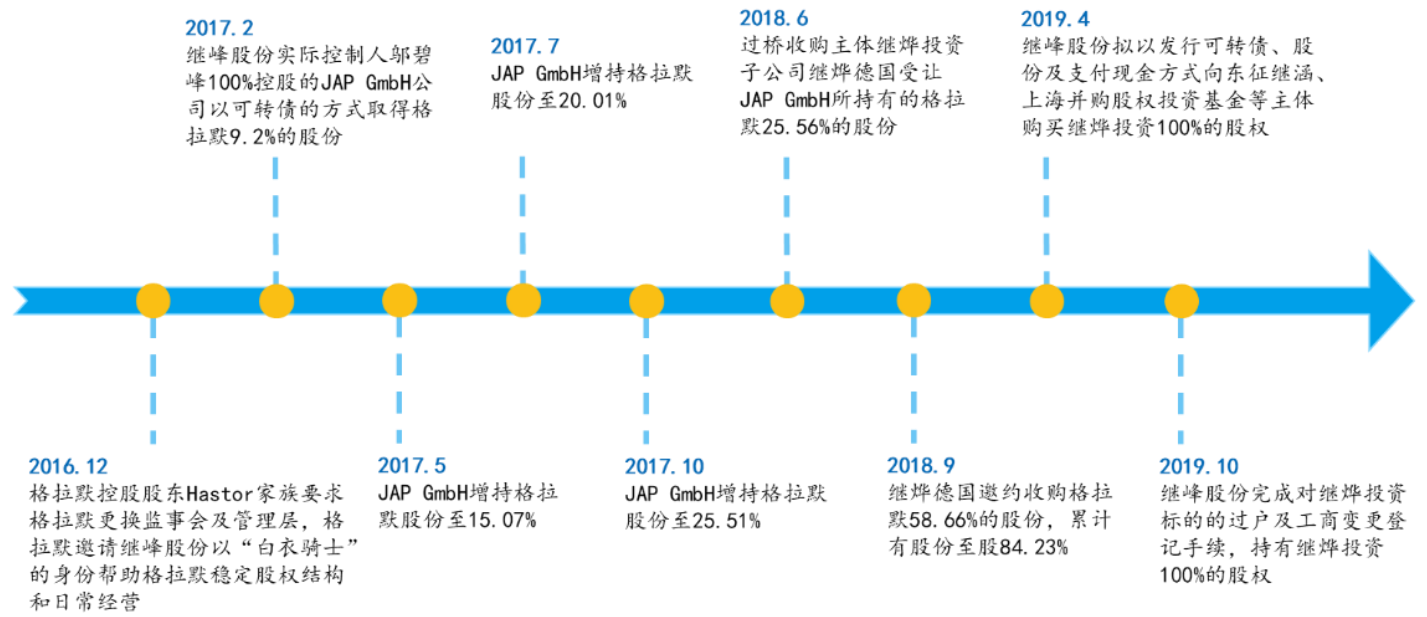 2017.2
继峰股份实际控制人邬碧
峰100%控股的JAP GmbH公
司以可转债的方式取得格
拉默9.2%的股份
2017.7
JAP GmbH增持格拉默
股份至20.01%
2018.6
过桥收购主体继烨投资
子公司继烨德国受让
JAP GmbH所持有的格拉
默25.56%的股份
2019.4
继峰股份拟以发行可转债、股
份及支付现金方式向东证继涵、
上海并购股权投资基金等主体
购买继烨投资100%的股权
2016.12
格拉默控股股东Hastor家族要求
格拉默更换监事会及管理层，格
拉默邀请继峰股份以“白衣骑士”
的身份帮助格拉默稳定股权结构
和日常经营
2017.5
JAP GmbH增持格拉
默股份至15.07%
2017.10
JAP GmbH增持格拉默
股份至25.51%
2018.9
继烨德国邀约收购格拉
默58.66%的股份，累计
有股份至股84.23%
2019.10
继峰股份完成对继烨投资
标的的过户及工商变更登
记手续，持有继烨投资
100%的股权